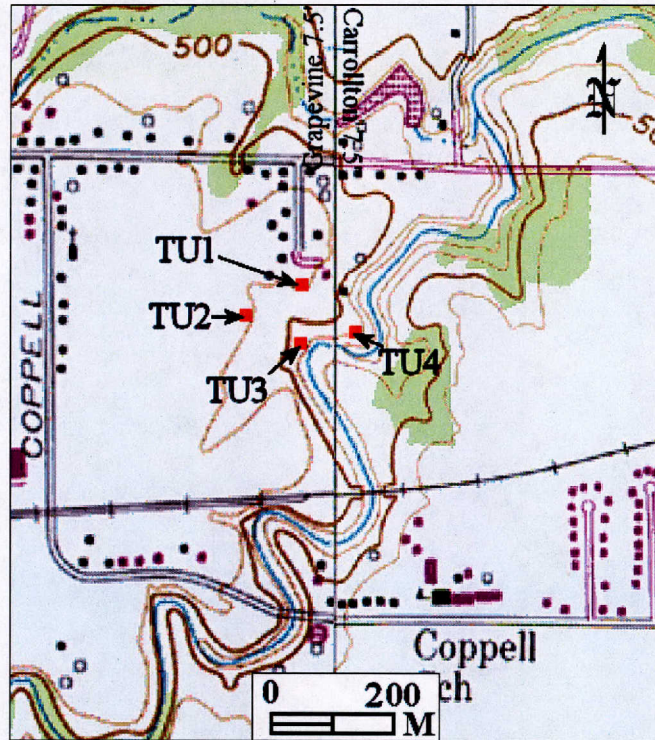 500
Grapevine 7.5'
Carrollton 7.5'
N
50
TU1
TU2
TU3
TU4
COPPELL
Coppell
ch
0 200
M